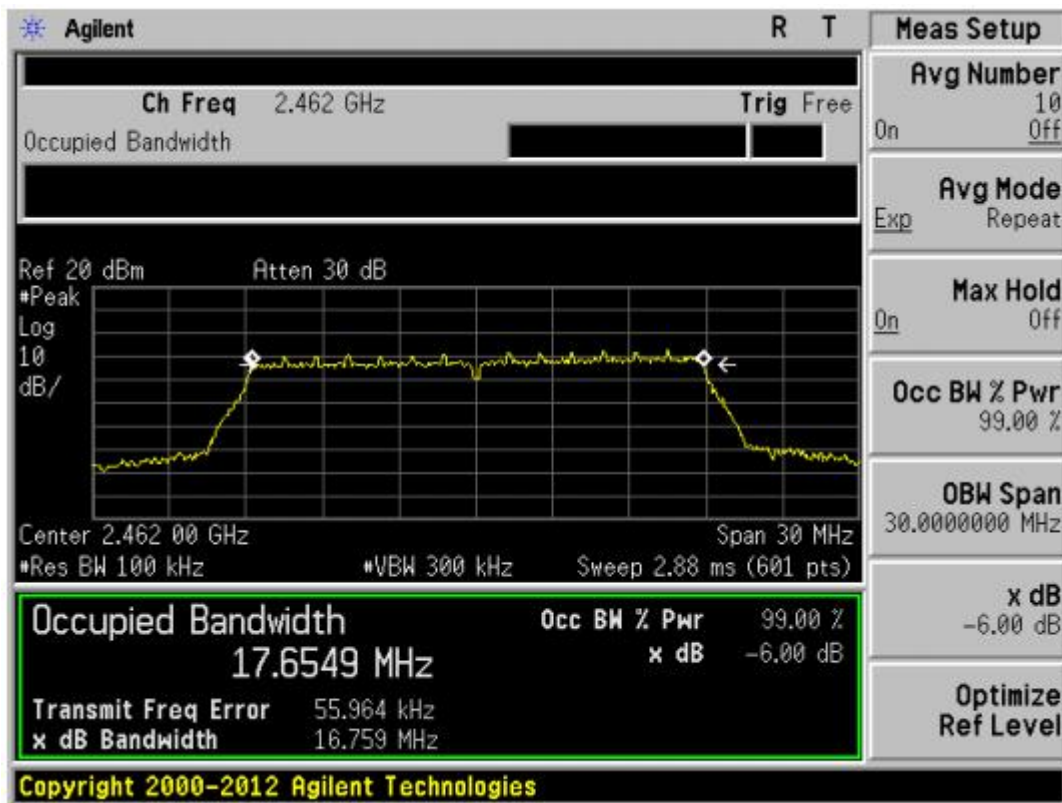 Agilent R T
Ch Freq 2.462 GHz Trig Free
Occupied Bandwidth
Ref 20 dBm Atten 30 dB
#Peak
Log
10
dB/
Center 2.462 00 GHz Span 30 MHz
#Res BW 100 kHz #VBW 300 kHz Sweep 2.88 ms (601 pts)
Occupied Bandwidth
17.6549 MHz
Occ BW % Pwr 99.00 %
x dB -6.00 dB
Transmit Freq Error 55.964 kHz
x dB Bandwidth 16.759 MHz
Copyright 2000-2012 Agilent Technologies
Meas Setup
Avg Number
10
On Off
Avg Mode
Exp Repeat
Max Hold
On Off
Occ BW % Pwr
99.00 %
OBW Span
30.0000000 MHz
x dB
-6.00 dB
Optimize
Ref Level